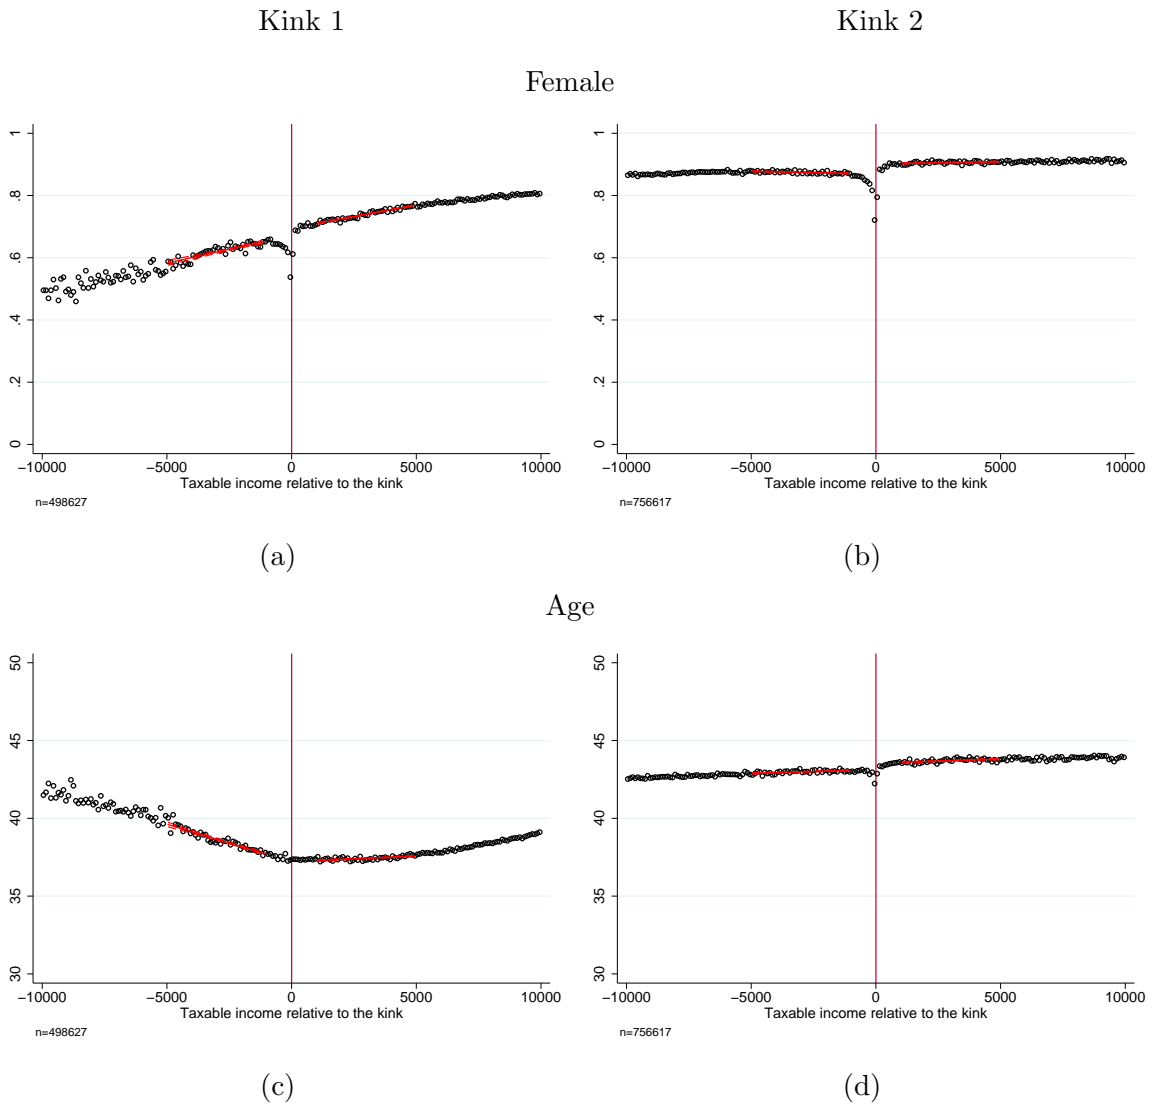 Kink 1 Kink 2
Female
1 1
.8 .8
.6 .6
.4 .4
.2 .2
0 0
−10000 −5000 0 5000 10000 −10000 −5000 0 5000 10000
Taxable income relative to the kink Taxable income relative to the kink
n=498627 n=756617
(a) (b)
Age
50 50
45 45
40 40
35 35
30 30
−10000 −5000 0 5000 10000 −10000 −5000 0 5000 10000
Taxable income relative to the kink Taxable income relative to the kink
n=498627 n=756617
(c) (d)